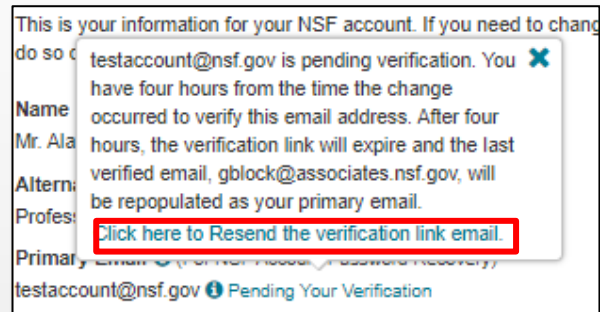 This is your information for your NSF account. If you need to chang
do so
testaccount@nsf.gov is pending verification. You
have four hours from the time the change
occurred to verify this email address. After four
hours, the verification link will expire and the last
verified email, gblock@associates.nsf.gov, will
be repopulated as your primary email.
Click here to Resend the verification link email.
Name
Mr. Ala
Altern
Profes
Primary Email (For NSF Account Password Recovery)
testaccount@nsf.gov Pending Your Verification